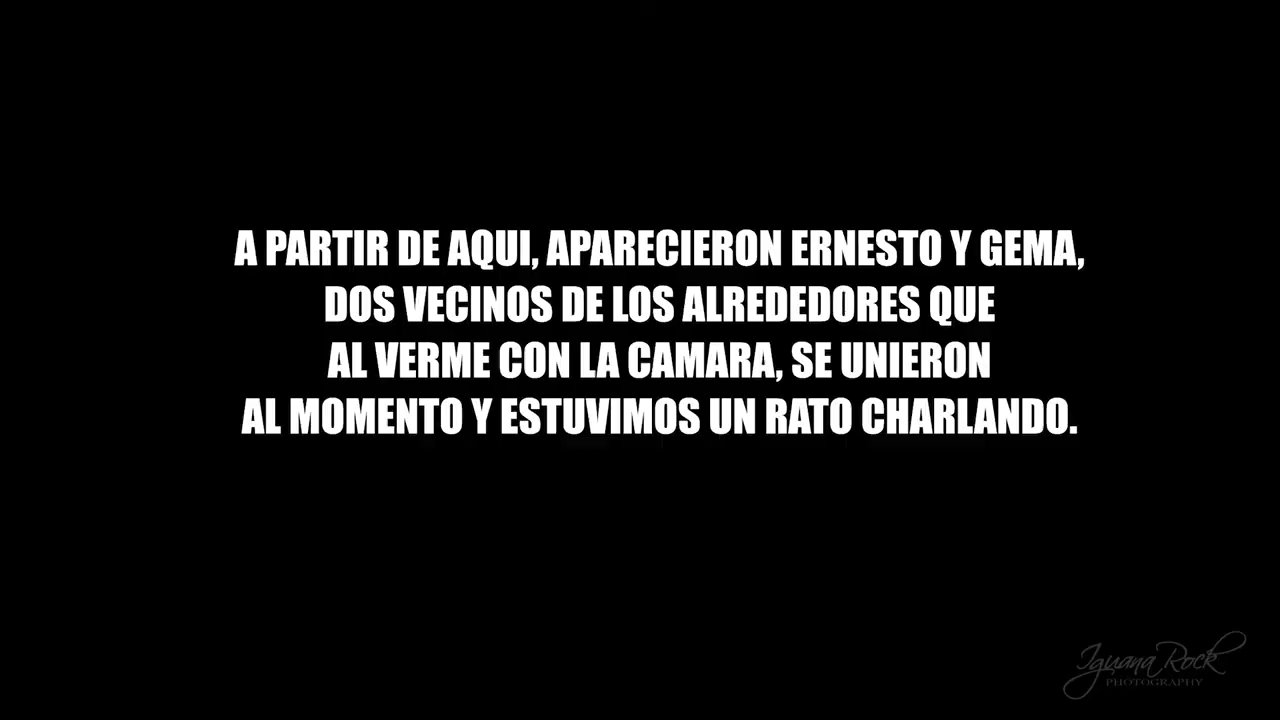 A PARTIR DE AQUI, APARECIERON ERNESTO Y GEMA,
DOS VECINOS DE LOS ALREDEDORES QUE
AL VERME CON LA CAMARA, SE UNIERON
AL MOMENTO Y ESTUVIMOS UN RATO CHARLANDO.
Iguana Rock
PHOTOGRAPHY